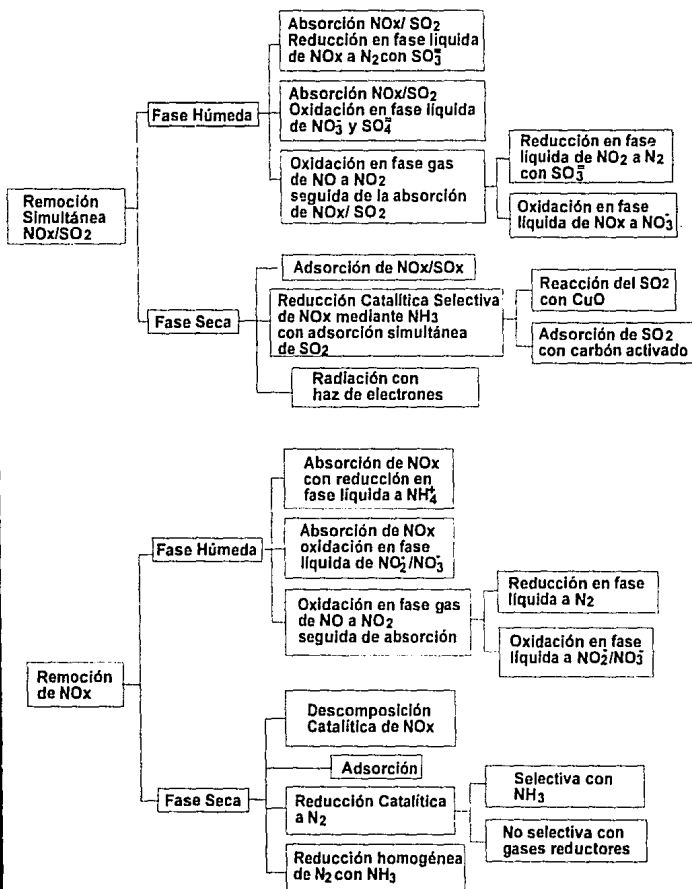 Absorción NOx/ SO2
Reducción en fase líquida
de NOx a N2 con SO3=
Fase Húmeda
Absorción NOx/SO2
Oxidación en fase líquida
de NO3- y SO4=
Oxidación en fase gas
de NO a NO2
seguida de la absorción
de NOx/ SO2
Reducción en fase
líquida de NO2 a N2
con SO3=
Oxidación en fase
líquida de NOx a NO3-
Remoción
Simultánea
NOx/SO2
Fase Seca
Adsorción de NOx/SOx
Reducción Catalítica Selectiva
de NOx mediante NH3
con adsorción simultánea
de SO2
Reacción del SO2
con CuO
Adsorción de SO2
con carbón activado
Radiación con
haz de electrones
Absorción de NOx
con reducción en
fase líquida a NH4+
Fase Húmeda
Absorción de NOx
oxidación en fase
líquida de NO2-/NO3-
Oxidación en fase gas
de NO a NO2
seguida de absorción
Reducción en fase
líquida a N2
Oxidación en fase
líquida a NO2-/NO3-
Remoción
de NOx
Fase Seca
Descomposición
Catalítica de NOx
Adsorción
Reducción Catalítica
a N2
Selectiva con
NH3
No selectiva con
gases reductores
Reducción homogénea
de N2 con NH3